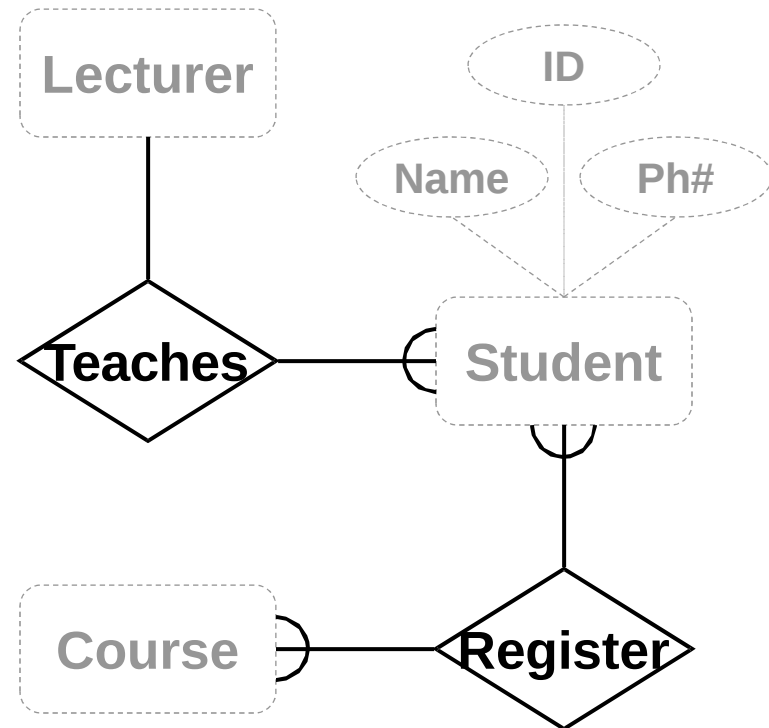 Lecturer
ID
Name
Ph#
Teaches
Student
Course
Register